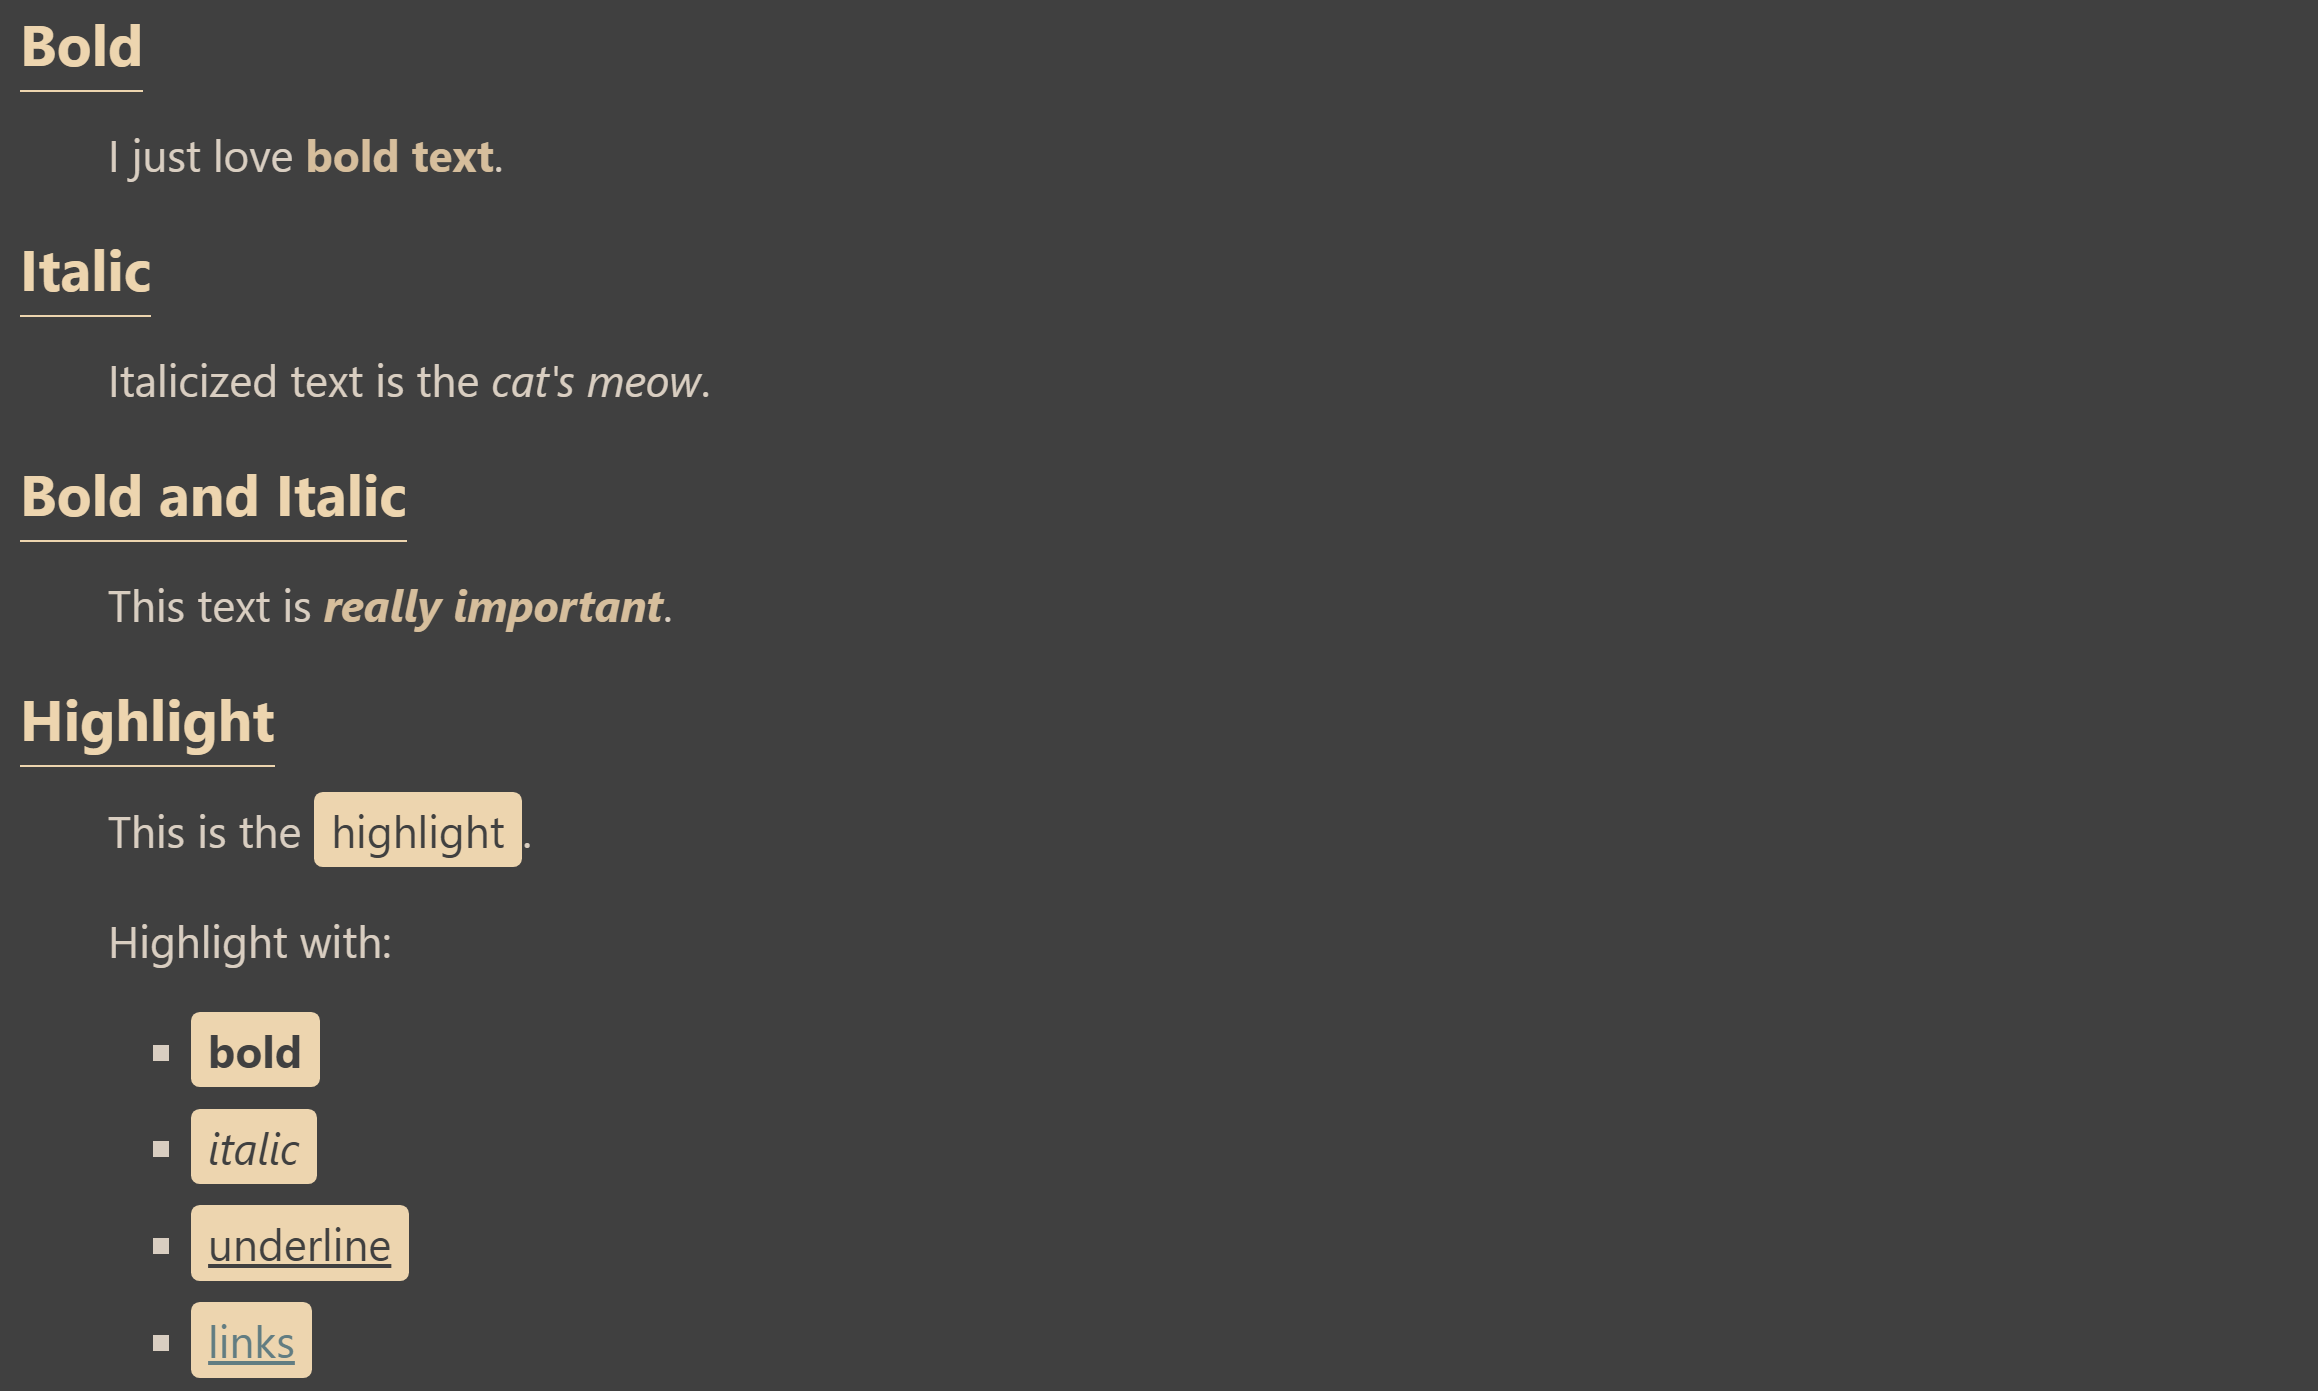 Bold
I just love bold text.
Italic
Italicized text is the cat's meow.
Bold and Italic
This text is really important.
Highlight
This is the highlight.
Highlight with:
bold
italic
underline
links